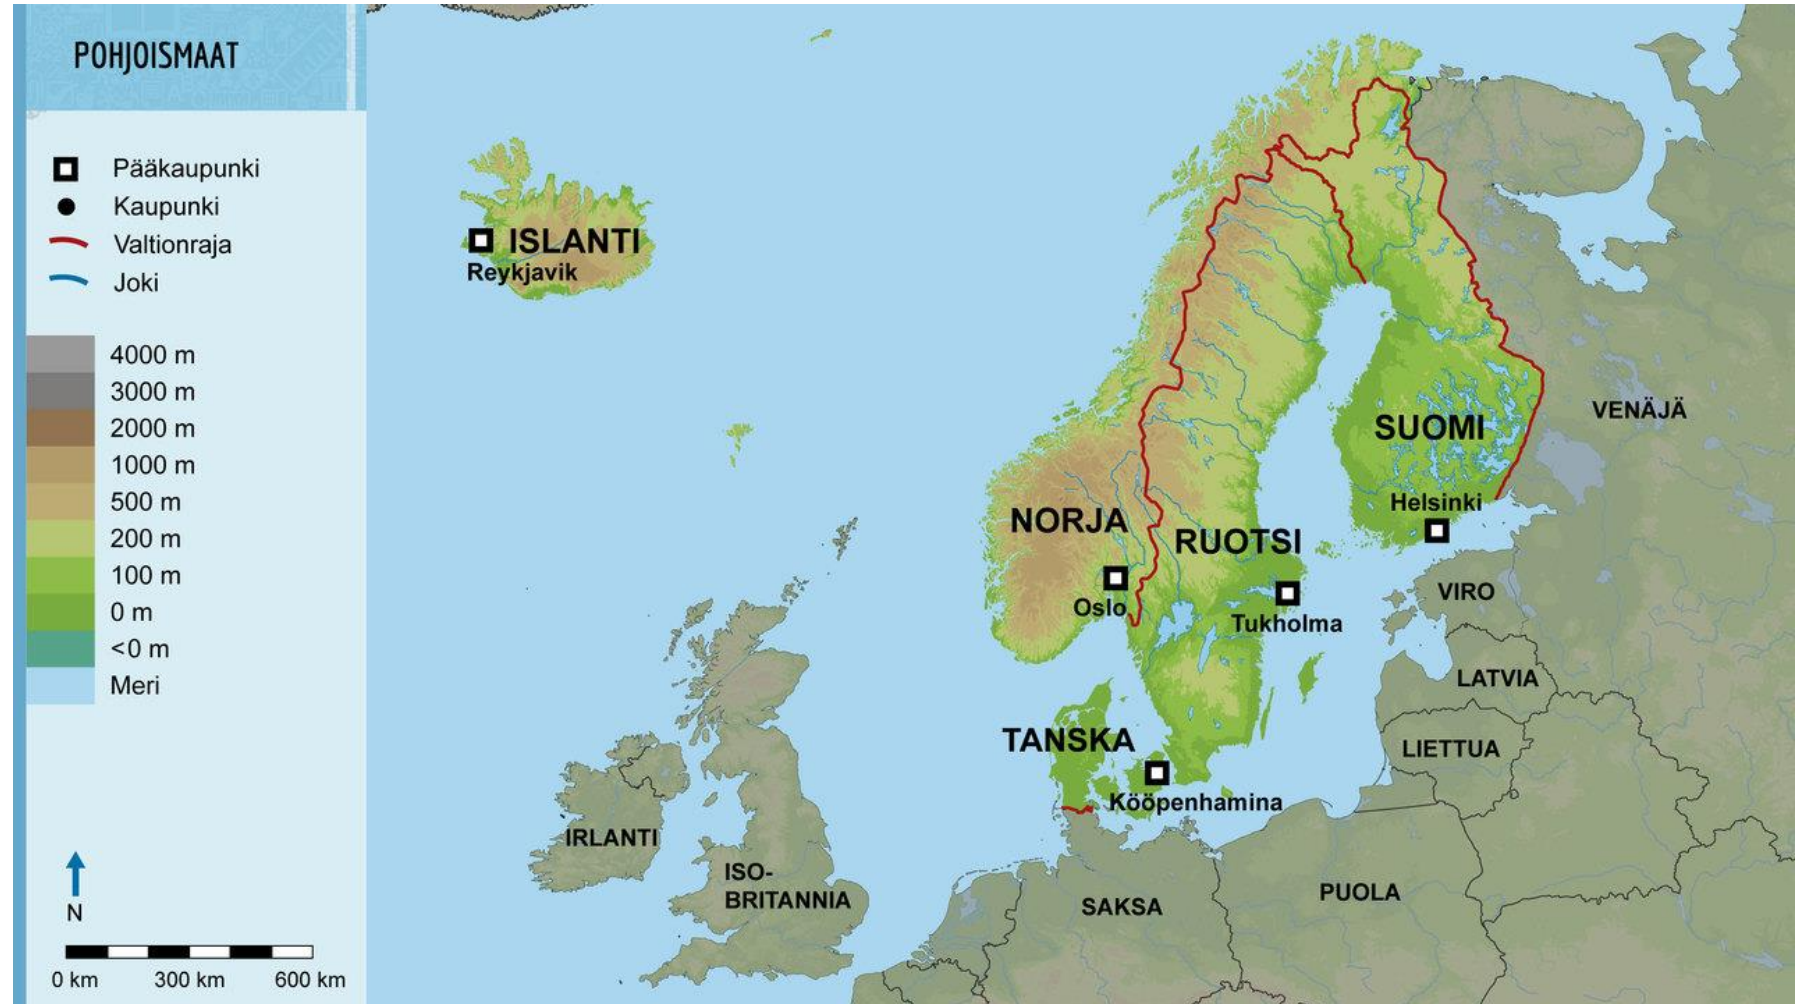 POHJOISMAAT
Pääkaupunki
Kaupunki
Valtionraja
Joki
4000 m
3000 m
2000 m
1000 m
500 m
200 m
100 m
0 m
<0 m
Meri
N
0 km 300 km 600 km
ISLANTI
Reykjavik
SUOMI
Helsinki
VENÄJÄ
NORJA
Oslo
RUOTSI
Tukholma
VIRO
LATVIA
LIETTUA
TANSKA
Kööpenhamina
IRLANTI
ISO-
BRITANNIA
SAKSA
PUOLA